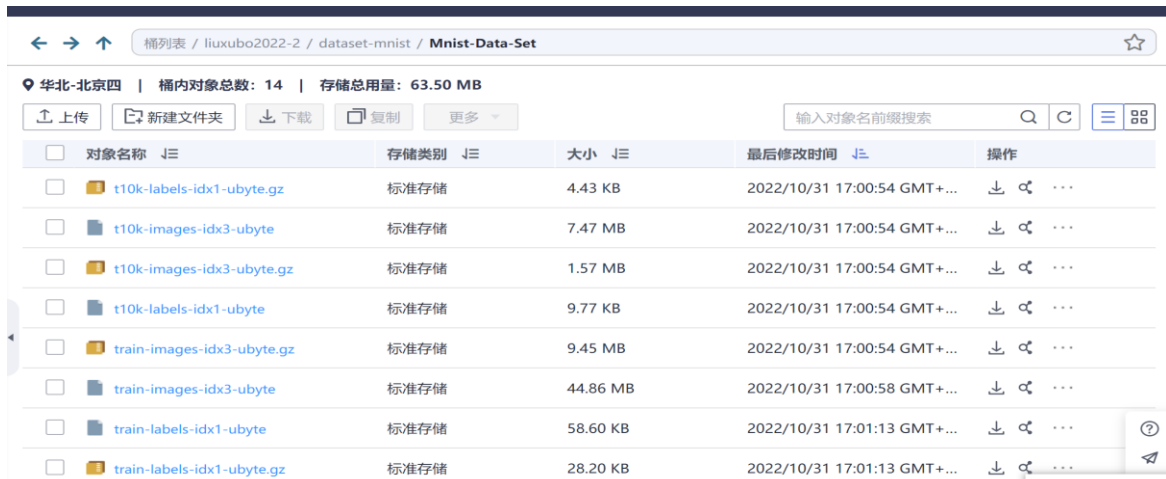 桶列表 / liuxubo2022-2 / dataset-mnist / Mnist-Data-Set
华北-北京四 | 桶内对象总数: 14 | 存储总用量: 63.50 MB
上传 新建文件夹 下载 复制 更多 输入对象名前缀搜索
对象名称 存储类别 大小 最后修改时间 操作
t10k-labels-idx1-ubyte.gz 标准存储 4.43 KB 2022/10/31 17:00:54 GMT+...
t10k-images-idx3-ubyte 标准存储 7.47 MB 2022/10/31 17:00:54 GMT+...
t10k-images-idx3-ubyte.gz 标准存储 1.57 MB 2022/10/31 17:00:54 GMT+...
t10k-labels-idx1-ubyte 标准存储 9.77 KB 2022/10/31 17:00:54 GMT+...
train-images-idx3-ubyte.gz 标准存储 9.45 MB 2022/10/31 17:00:54 GMT+...
train-images-idx3-ubyte 标准存储 44.86 MB 2022/10/31 17:00:58 GMT+...
train-labels-idx1-ubyte 标准存储 58.60 KB 2022/10/31 17:01:13 GMT+...
train-labels-idx1-ubyte.gz 标准存储 28.20 KB 2022/10/31 17:01:13 GMT+...